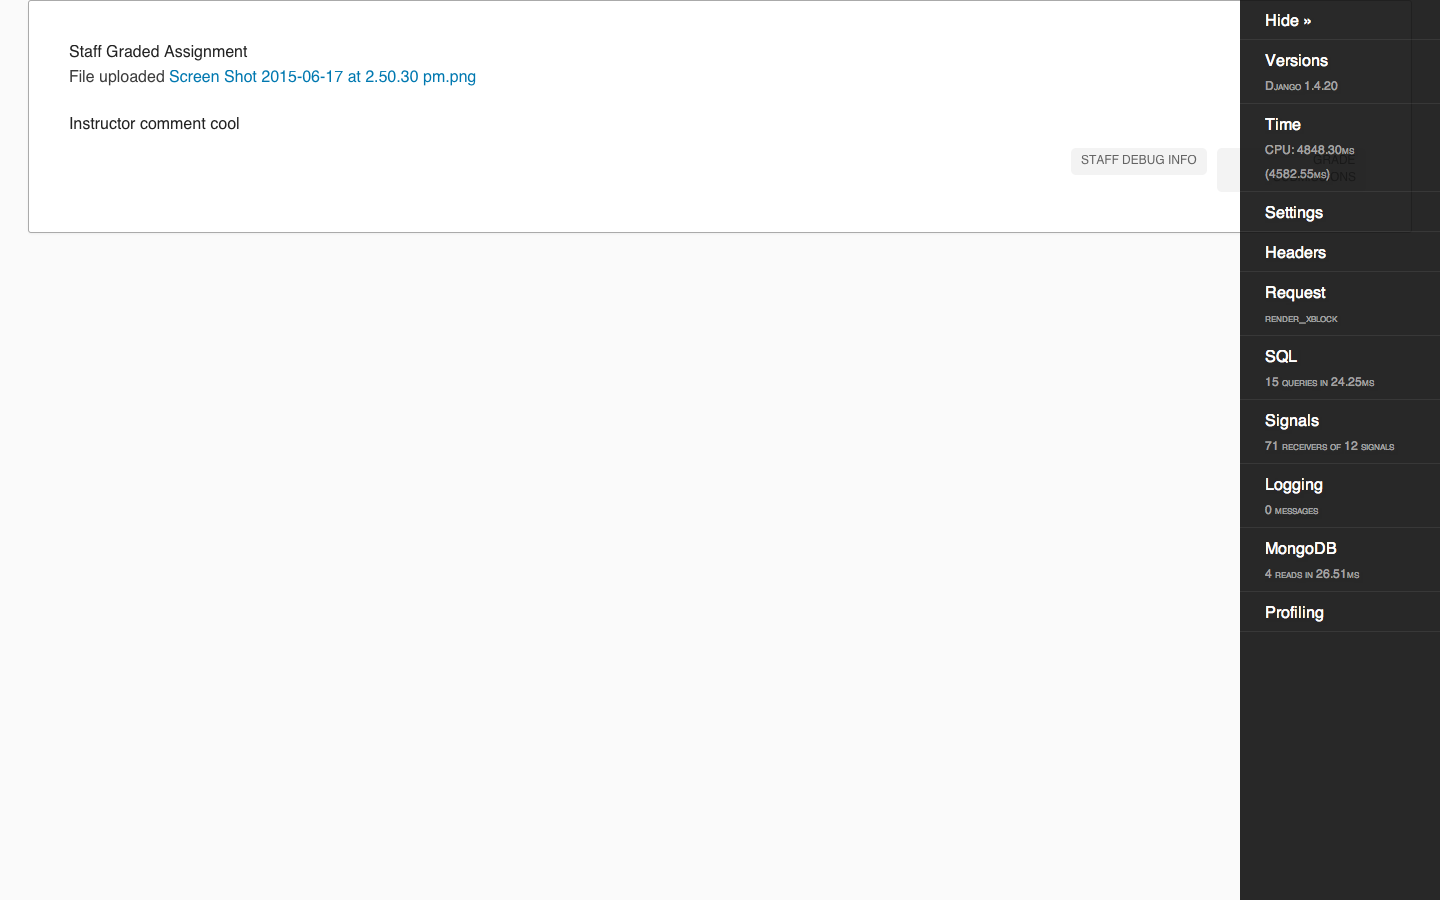 Staff Graded Assignment
File uploaded Screen Shot 2015-06-17 at 2.50.30 pm.png
Instructor comment cool
STAFF DEBUG INFO
GRADE
Hide »
Versions
Django 1.4.20
Time
CPU: 4848.30ms
(4582.55ms)
Settings
Headers
Request
render_xblock
SQL
15 queries in 24.25ms
Signals
71 receivers of 12 signals
Logging
0 messages
MongoDB
4 reads in 26.51ms
Profiling